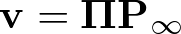 v = ΠP∞